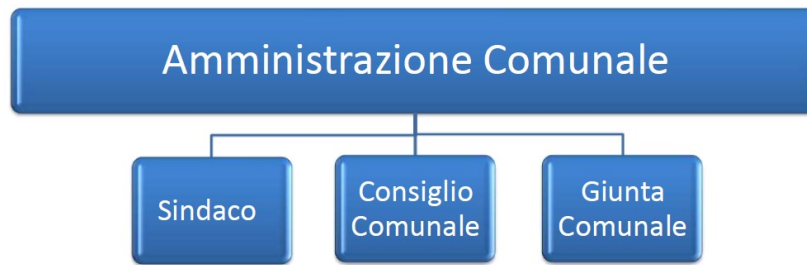 Amministrazione Comunale
Sindaco
Consiglio
Comunale
Giunta
Comunale